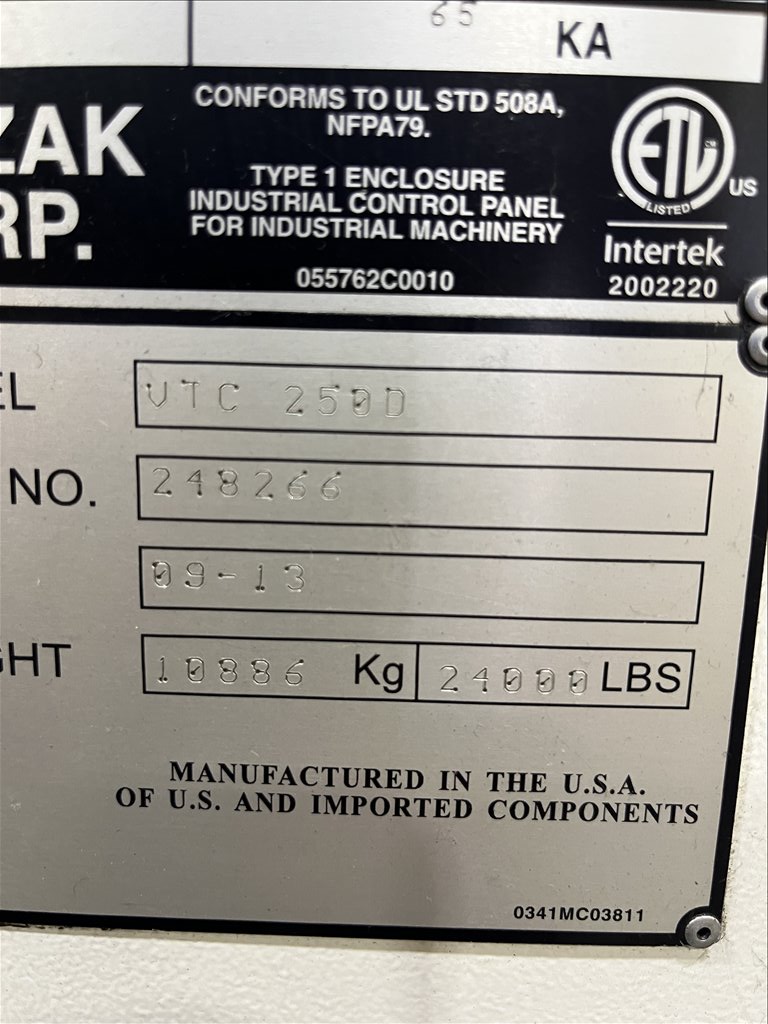 65 KA
ZAK
RP.
CONFORMS TO UL STD 508A,
NFPA79.
TYPE 1 ENCLOSURE
INDUSTRIAL CONTROL PANEL
FOR INDUSTRIAL MACHINERY
055762C0010
ETL
CM
US
LISTED
Intertek
2002220
EL VTC 250D
NO. 248266
09-13
GHT 10886 Kg 24000 LBS
MANUFACTURED IN THE U.S.A.
OF U.S. AND IMPORTED COMPONENTS
0341MC03811